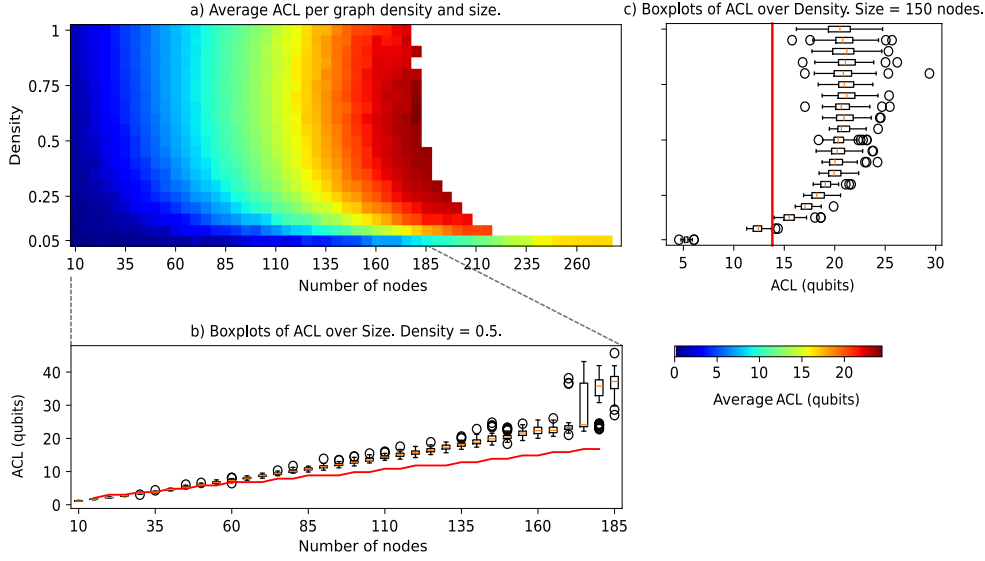 a) Average ACL per graph density and size.
1
0.75
0.5
0.25
0.05
Density
10 35 60 85 110 135 160 185 210 235 260
Number of nodes
c) Boxplots of ACL over Density. Size = 150 nodes.
5 10 15 20 25 30
ACL (qubits)
b) Boxplots of ACL over Size. Density = 0.5.
40
30
20
10
0
ACL (qubits)
10 35 60 85 110 135 160 185
Number of nodes
0 5 10 15 20
Average ACL (qubits)